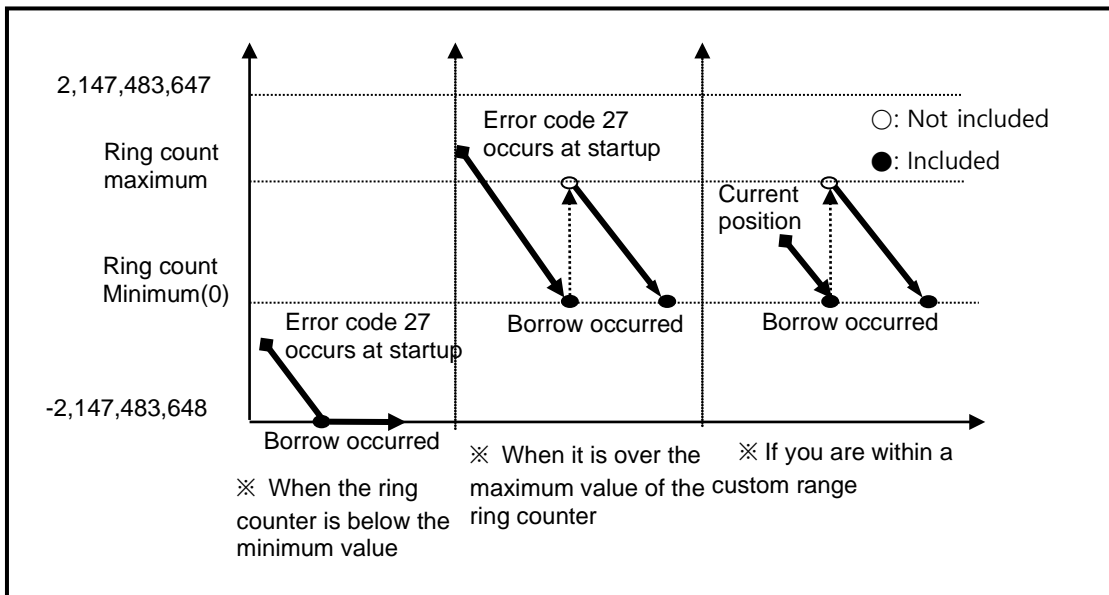 2,147,483,647
Ring count
maximum
Ring count
Minimum(0)
-2,147,483,648
Error code 27
occurs at startup
Borrow occurred
※ When the ring
counter is below the
minimum value
Error code 27
occurs at startup
Borrow occurred
※ When it is over the
maximum value of the
ring counter
○: Not included
●: Included
Current
position
Borrow occurred
※ If you are within a
custom range